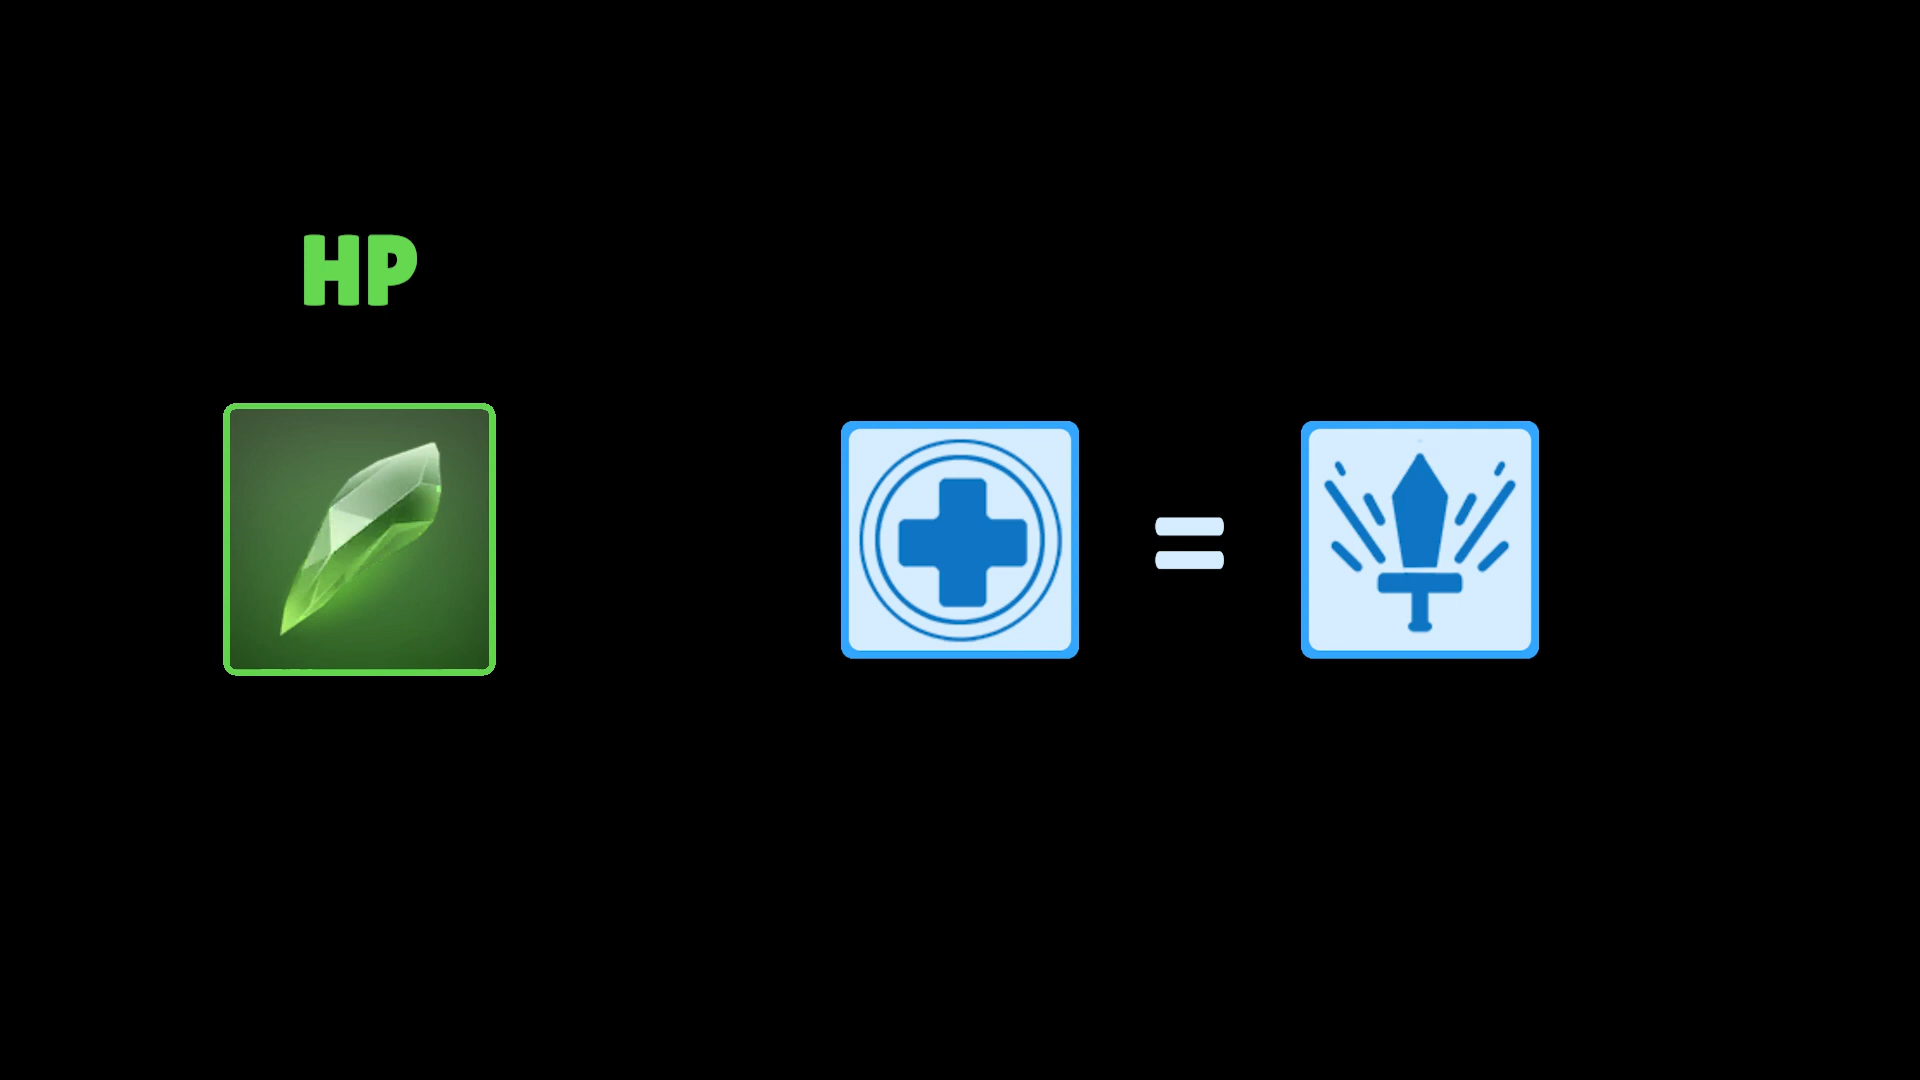 HP
=